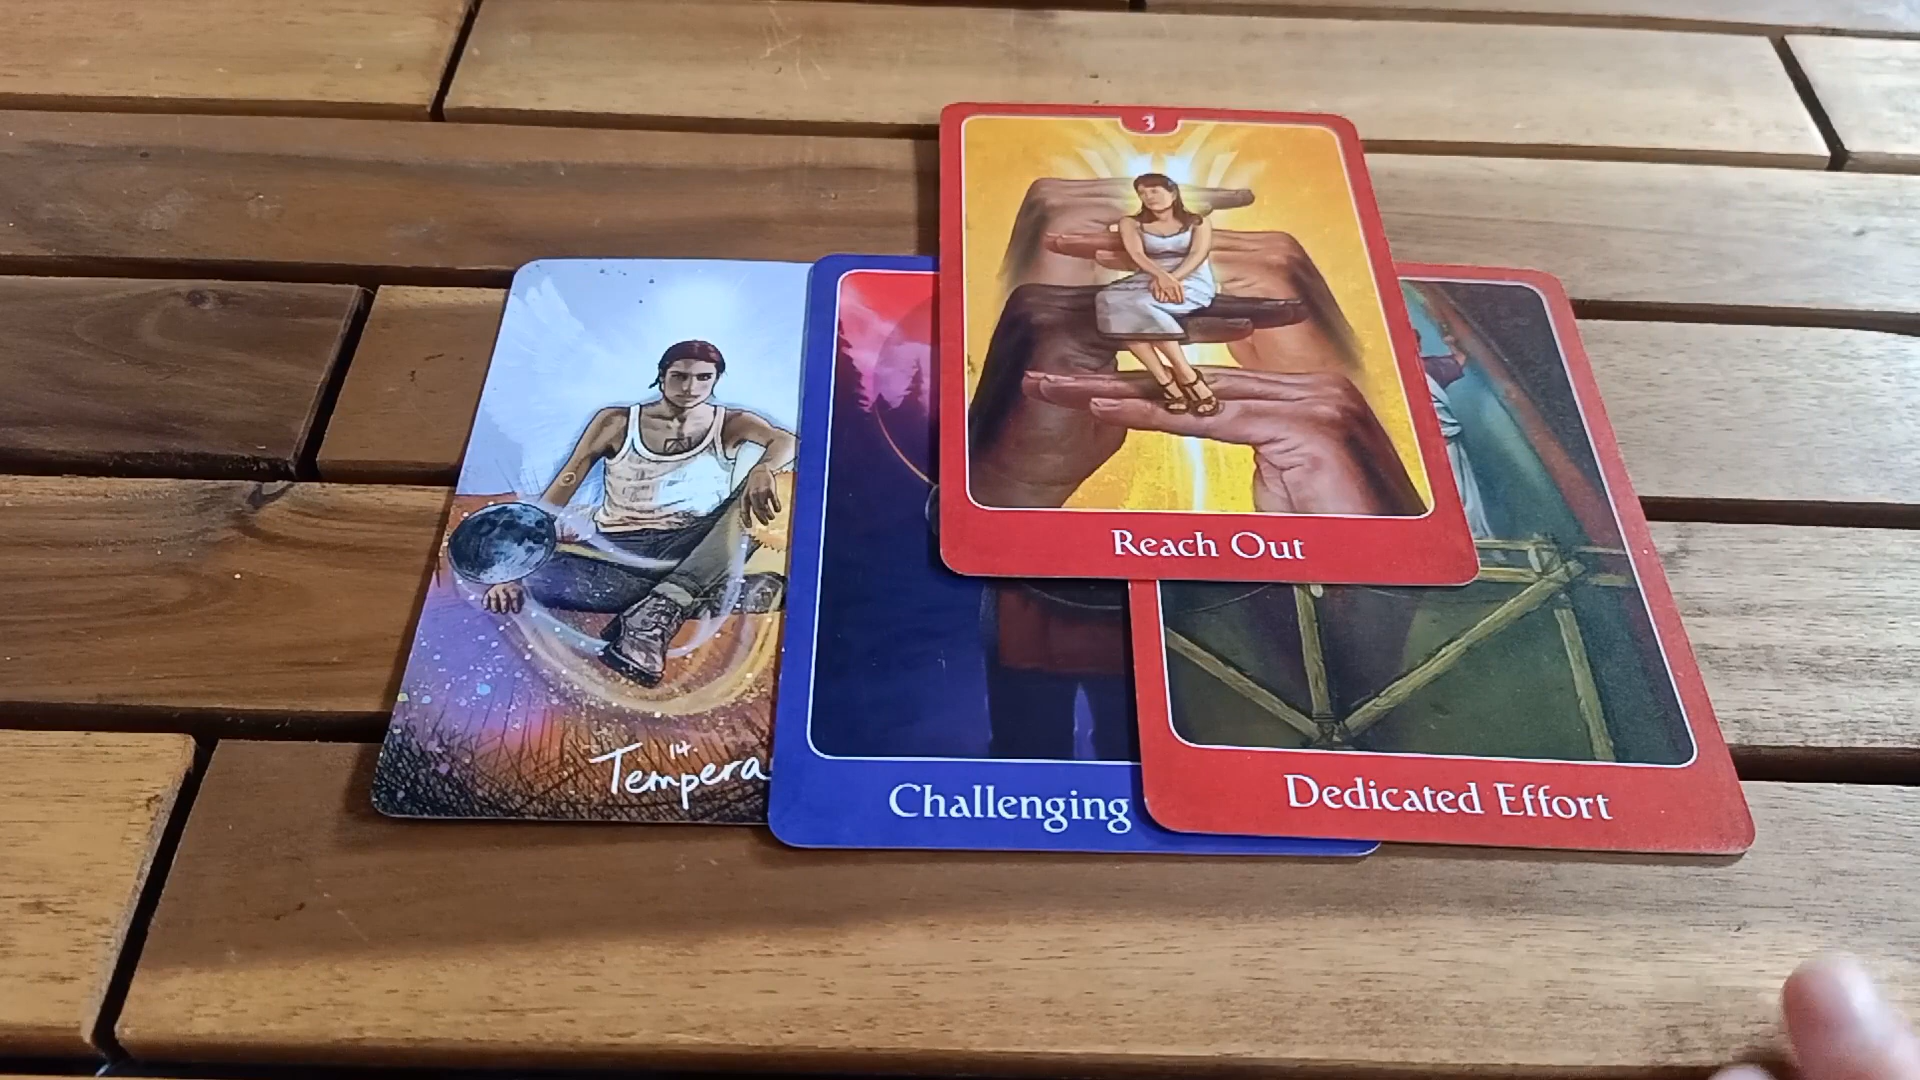 3
Reach Out
14.
Tempera
Challenging
Dedicated Effort